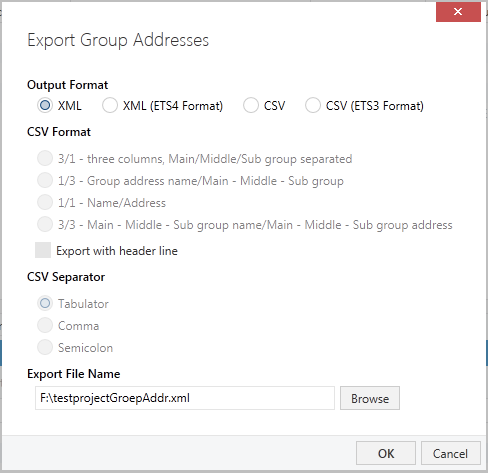 Export Group Addresses
Output Format
XML XML (ETS4 Format) CSV CSV (ETS3 Format)
CSV Format
3/1 - three columns, Main/Middle/Sub group separated
1/3 - Group address name/Main - Middle - Sub group
1/1 - Name/Address
3/3 - Main - Middle - Sub group name/Main - Middle - Sub group address
Export with header line
CSV Separator
Tabulator
Comma
Semicolon
Export File Name
F:\testprojectGroepAddr.xml Browse
OK Cancel